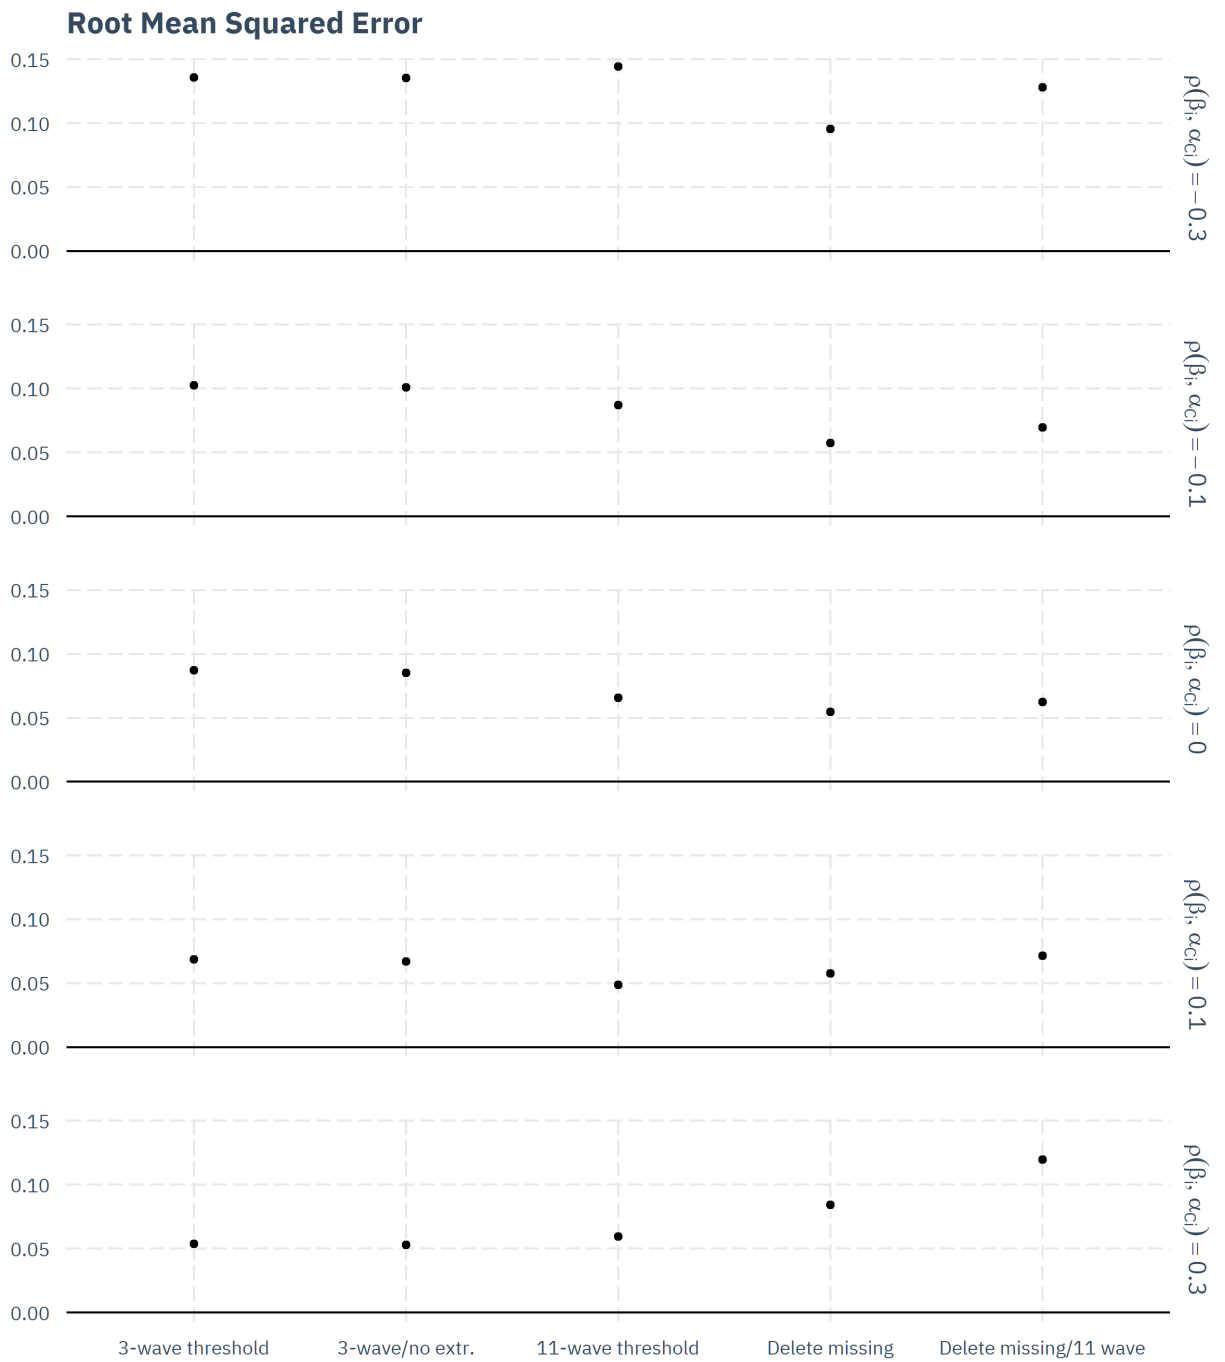 Root Mean Squared Error
0.15
0.10
0.05
0.00
ρ(βi, αCi) = −0.3
0.15
0.10
0.05
0.00
ρ(βi, αCi) = −0.1
0.15
0.10
0.05
0.00
ρ(βi, αCi) = 0
0.15
0.10
0.05
0.00
ρ(βi, αCi) = 0.1
0.15
0.10
0.05
0.00
ρ(βi, αCi) = 0.3
3-wave threshold 3-wave/no extr. 11-wave threshold Delete missing Delete missing/11 wave